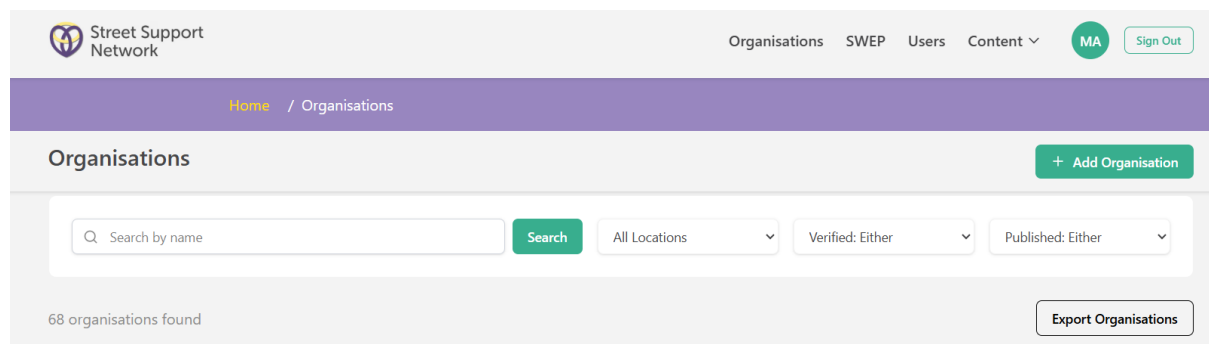 Street Support
Network
Organisations SWEP Users Content MA Sign Out
Home / Organisations
Organisations
+ Add Organisation
Search by name Search All Locations Verified: Either Published: Either
68 organisations found
Export Organisations